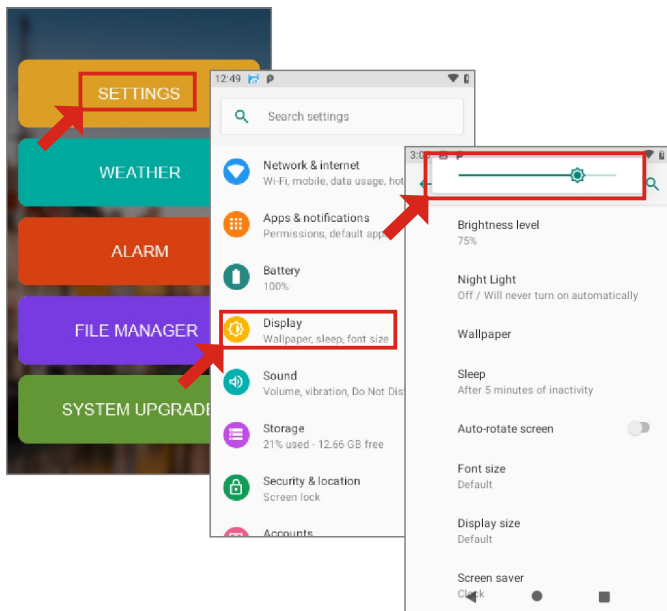 SETTINGS
WEATHER
ALARM
FILE MANAGER
SYSTEM UPGRADE
12:49
Search settings
Network & internet
Wi-Fi, mobile, data usage, hot
Apps & notifications
Permissions, default app
Battery
100%
Display
Wallpaper, sleep, font size
Sound
Volume, vibration, Do Not Dis
Storage
21% used - 12.66 GB free
Security & location
Screen lock
Accounts
Brightness level
75%
Night Light
Off / Will never turn on automatically
Wallpaper
Sleep
After 5 minutes of inactivity
Auto-rotate screen
Font size
Default
Display size
Default
Screen saver
Clock